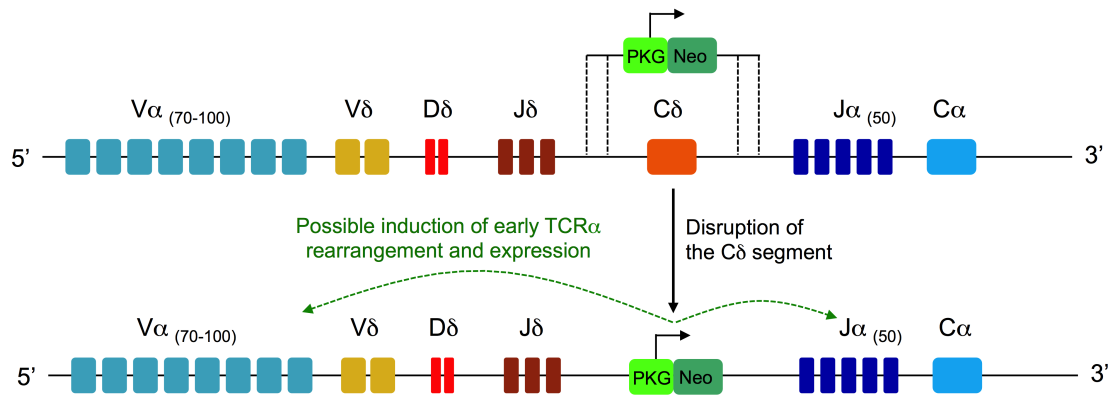 PKG Neo
Vα (70-100) Vδ Dδ Jδ Cδ Jα (50) Cα
5’ 3’
Possible induction of early TCRα
rearrangement and expression
Disruption of
the Cδ segment
Vα (70-100) Vδ Dδ Jδ Jα (50) Cα
5’ PKG Neo 3’